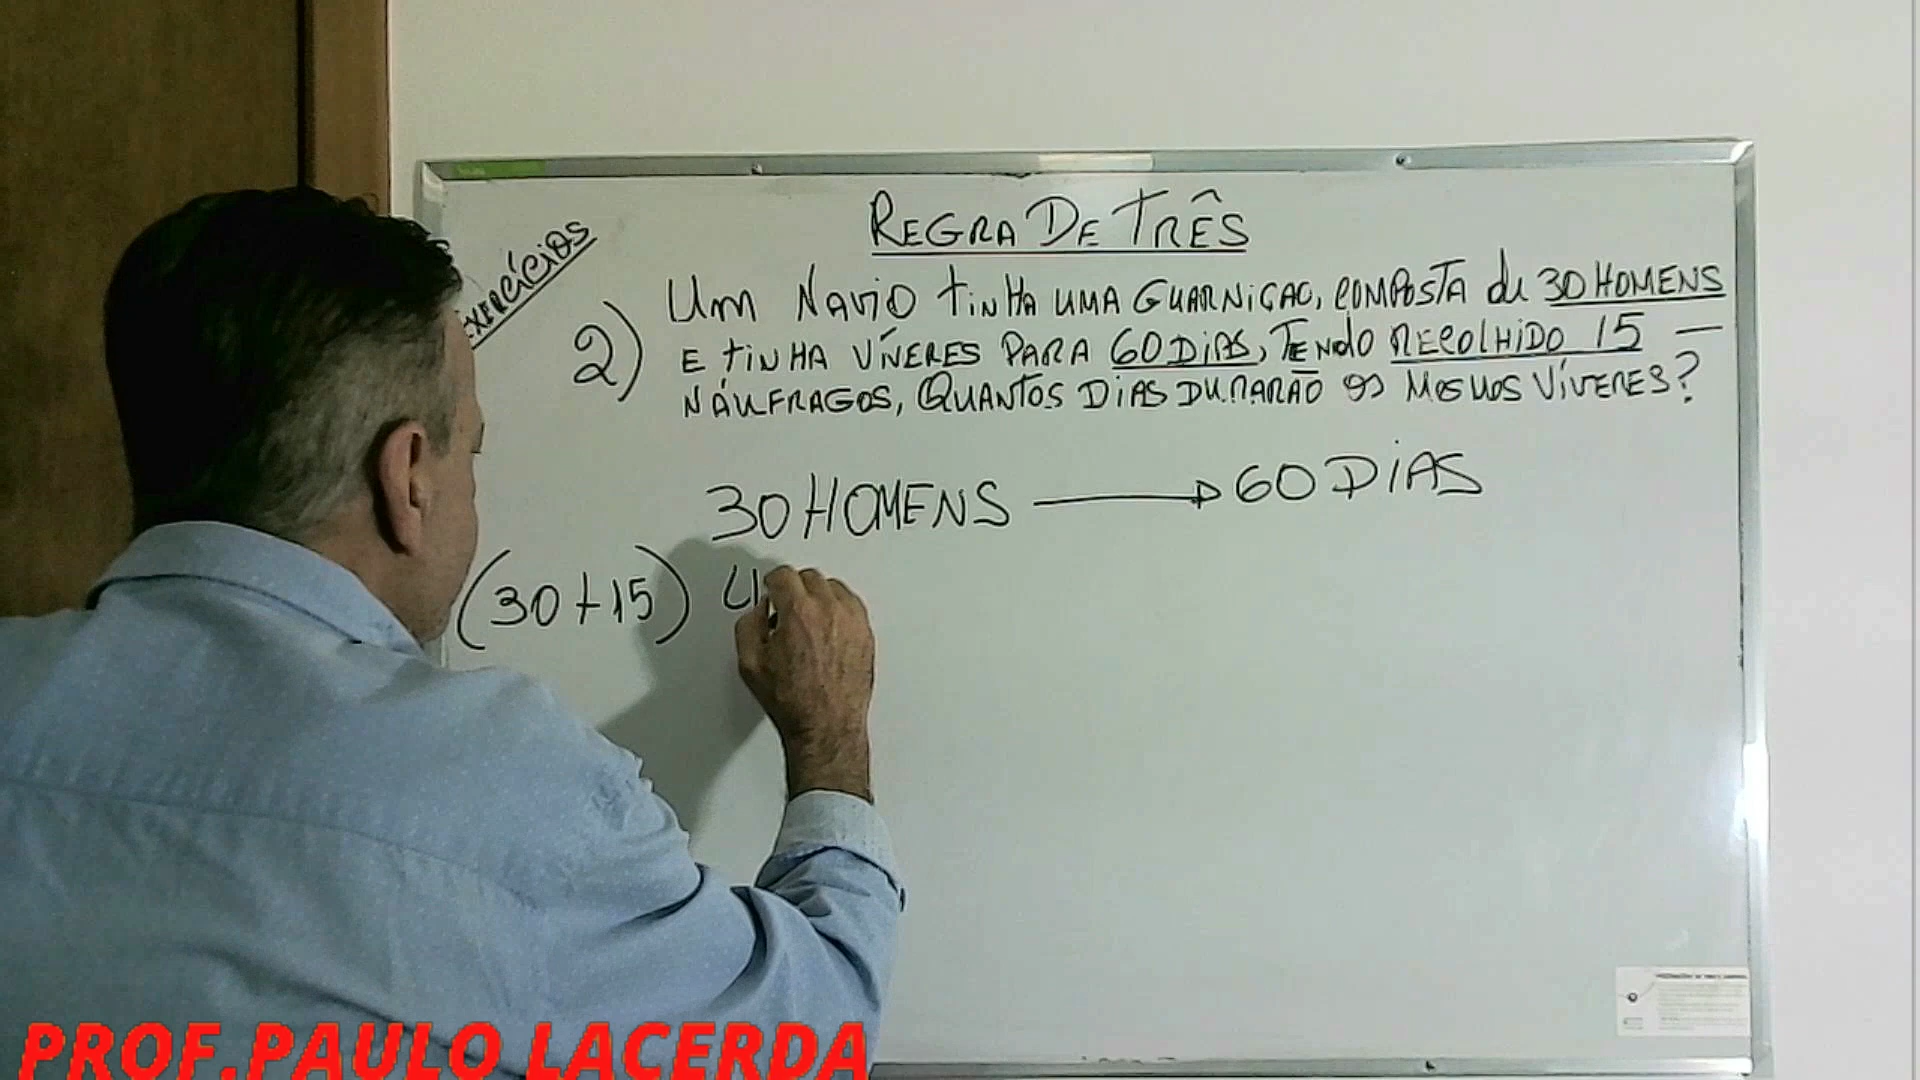 REGRA DE TRÊS
EXERCÍCIOS
2) UM NAVIO TINHA UMA GUARNIÇAO, COMPOSTA de 30 HOMENS
E TINHA VÍVERES PARA 60 DIAS, TENDO RECOLHIDO 15 —
NÁUFRAGOS, QUANTOS DIAS DURARÃO OS MESMOS VÍVERES?
30 HOMENS → 60 DIAS
(30+15) 4
PROF.PAULO LACERDA